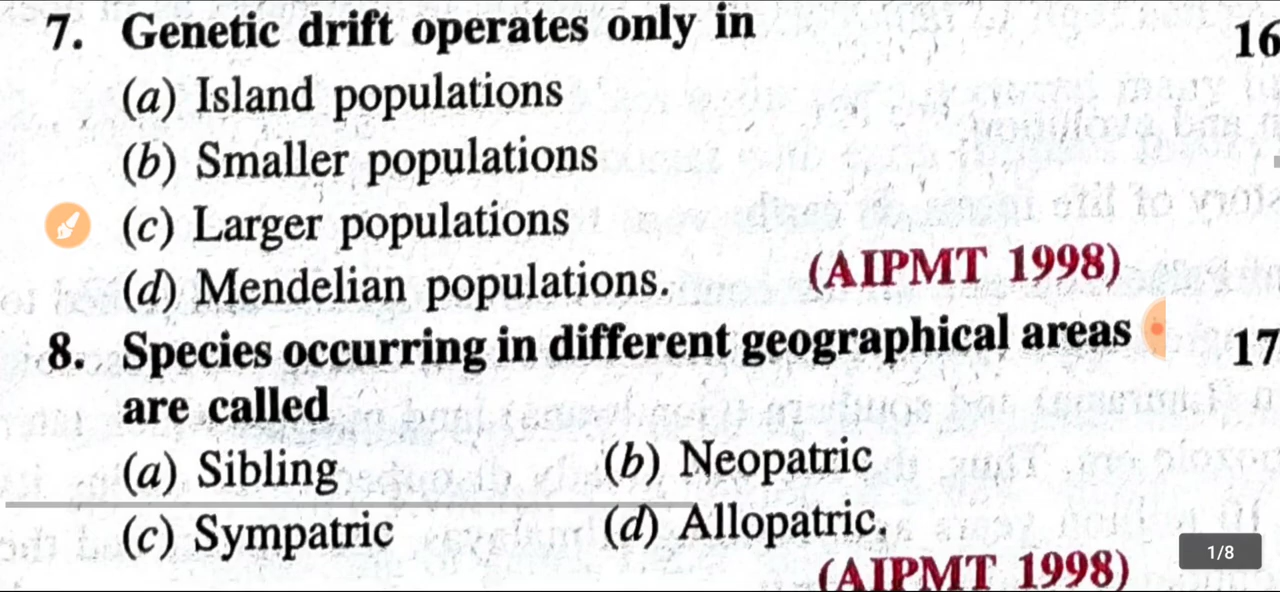 7. Genetic drift operates only in
16
(a) Island populations
(b) Smaller populations
(c) Larger populations
(d) Mendelian populations.
(AIPMT 1998)
8. Species occurring in different geographical areas
17
are called
(a) Sibling (b) Neopatric
(c) Sympatric (d) Allopatric.
(AIPMT 1998)
1/8